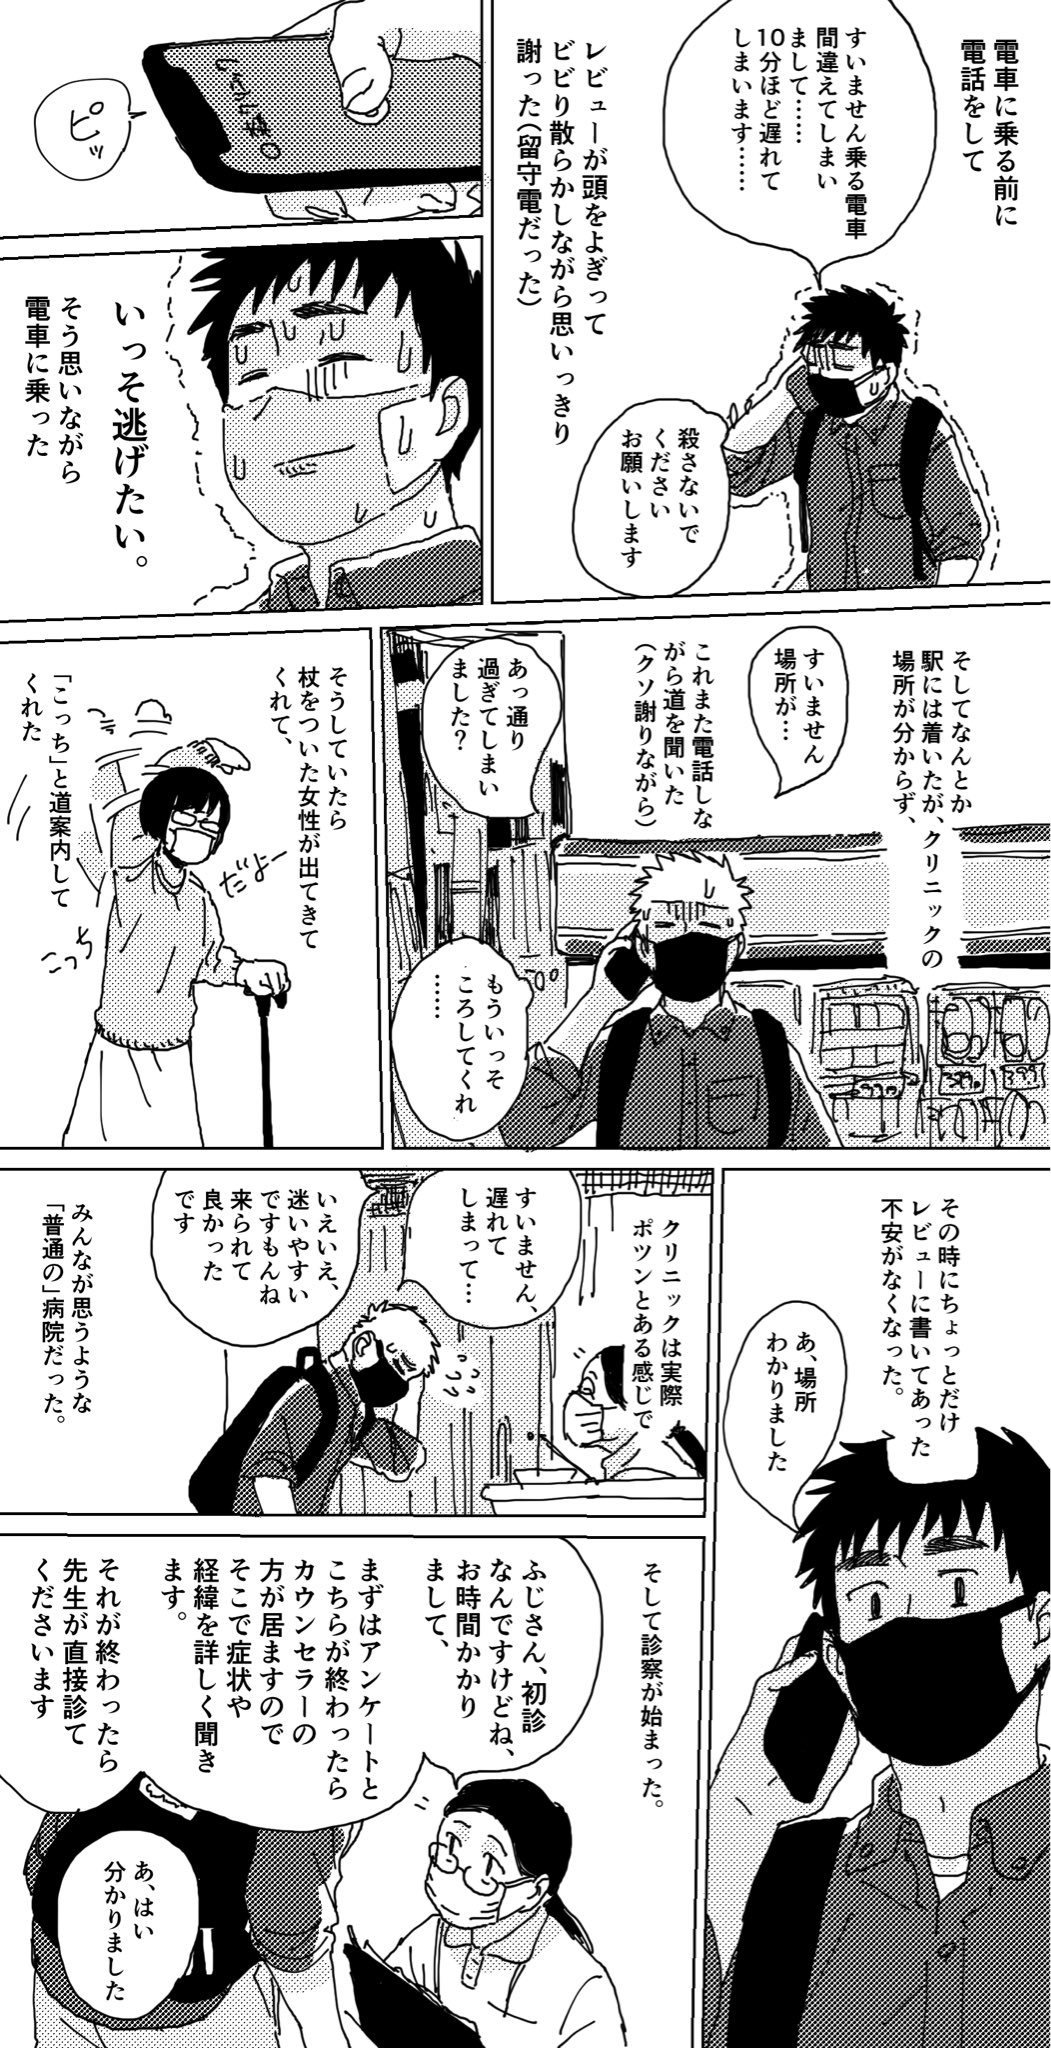 電車に乗る前に
電話をして
すいません乗る電車
間違えてしまい
まして……
10分ほど遅れて
しまいます……
レビューが頭をよぎって
ビビり散らかしながら思いっきり
謝った(留守電だった)
殺さないで
ください
お願いします
ピッ
いっそ逃げたい。
そう思いながら
電車に乗った
そしてなんとか
駅には着いたが、クリニックの
場所が分からず、
すいません
場所が…
これまた電話しな
がら道を聞いた
(クソ謝りながら)
あっ通り
過ぎてしまい
ました？
もういっそ
ころしてくれ
……
そうしていたら
杖をついた女性が出てきて
くれて、
「こっち」と道案内して
くれた
だよー
こっち
その時にちょっとだけ
レビューに書いてあった
不安がなくなった。
あ、場所
わかりました
クリニックは実際
ポツンとある感じで
すいません、
遅れて
しまって…
いえいえ、
迷いやすい
ですもんね
来られて
良かった
です
みんなが思うような
「普通の」病院だった。
そして診察が始まった。
ふじさん、初診
なんですけどね、
お時間かかり
まして、
まずはアンケートと
こちらが終わったら
カウンセラーの
方が居ますので
そこで症状や
経緯を詳しく聞き
ます。
それが終わったら
先生が直接診て
くださいます
あ、はい
分かりました